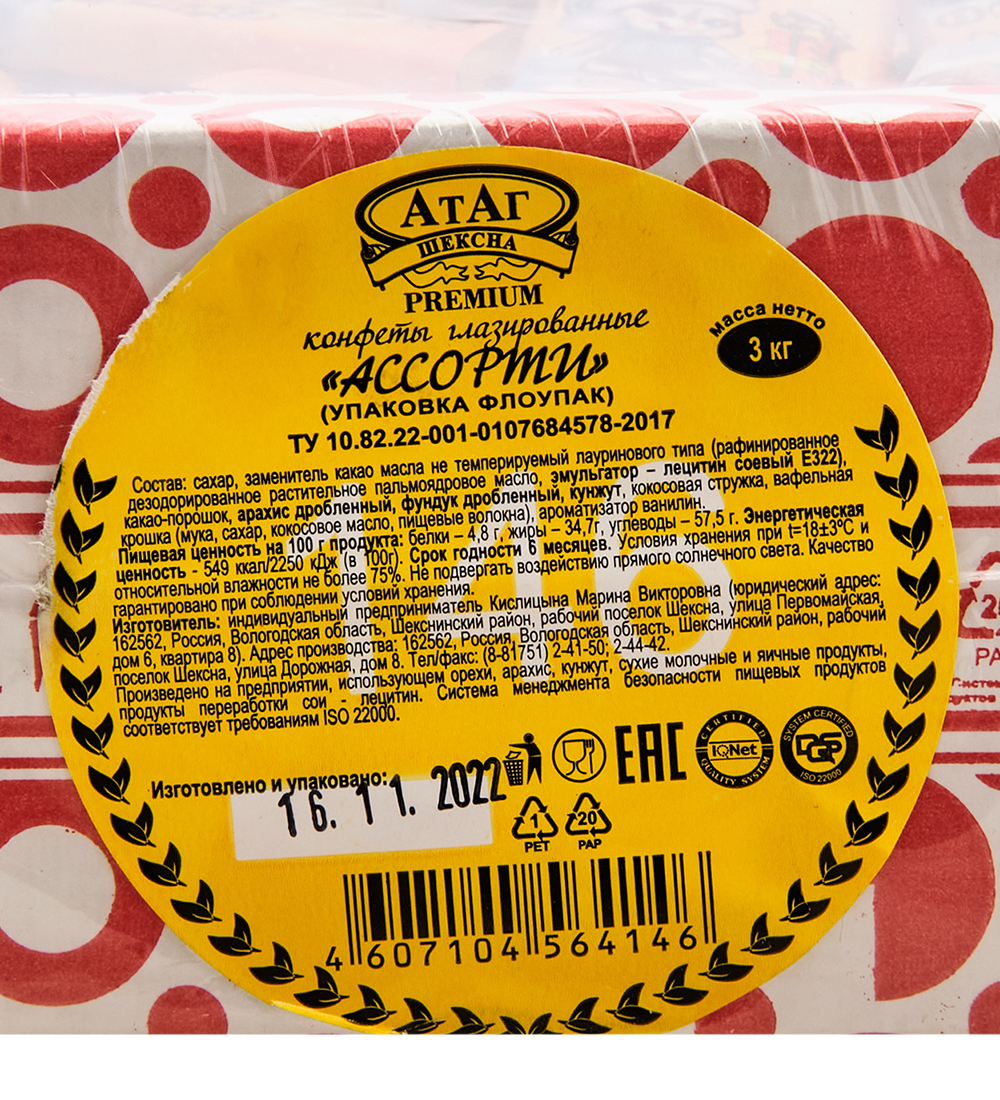 АТАГ
ШЕКСНА
PREMIUM
конфеты глазированные
«АССОРТИ»
(УПАКОВКА ФЛОУПАК)
ТУ 10.82.22-001-0107684578-2017
масса нетто
3 кг
Состав: сахар, заменитель какао масла не темперируемый лауринового типа (рафинированное
дезодорированное растительное пальмоядровое масло, эмульгатор – лецитин соевый Е322),
какао-порошок, арахис дробленный, фундук дробленный, кунжут, кокосовая стружка, вафельная
крошка (мука, сахар, кокосовое масло, пищевые волокна), ароматизатор ванилин.
Пищевая ценность на 100 г продукта: белки – 4,8 г, жиры – 34,7г, углеводы – 57,5 г. Энергетическая
ценность - 549 ккал/2250 кДж (в 100г). Срок годности 6 месяцев. Условия хранения при t=18±3°С и
относительной влажности не более 75%. Не подвергать воздействию прямого солнечного света. Качество
гарантировано при соблюдении условий хранения.
Изготовитель: индивидуальный предприниматель Кислицына Марина Викторовна (юридический адрес:
162562, Россия, Вологодская область, Шекснинский район, рабочий поселок Шексна, улица Первомайская,
дом 6, квартира 8). Адрес производства: 162562, Россия, Вологодская область, Шекснинский район, рабочий
поселок Шексна, улица Дорожная, дом 8. Тел/факс: (8-81751) 2-41-50; 2-44-42.
Произведено на предприятии, использующем орехи, арахис, кунжут, сухие молочные и яичные продукты,
продукты переработки сои - лецитин. Система менеджмента безопасности пищевых продуктов
соответствует требованиям ISO 22000.
146
Изготовлено и упаковано:
16. 11. 2022
EAC
CERTIFIED
IQNet
QUALITY SYSTEM
SYSTEM CERTIFIED
DQS
ISO 22000
1
PET
20
PAP
4 607104 564146